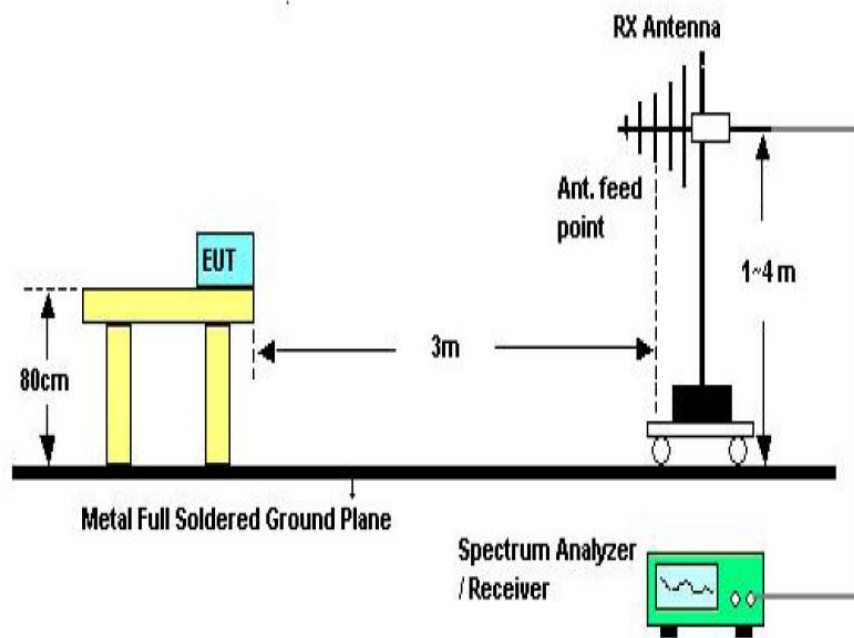 RX Antenna
Ant. feed
point
EUT
1~4 m
3m
80cm
Metal Full Soldered Ground Plane
Spectrum Analyzer
/ Receiver